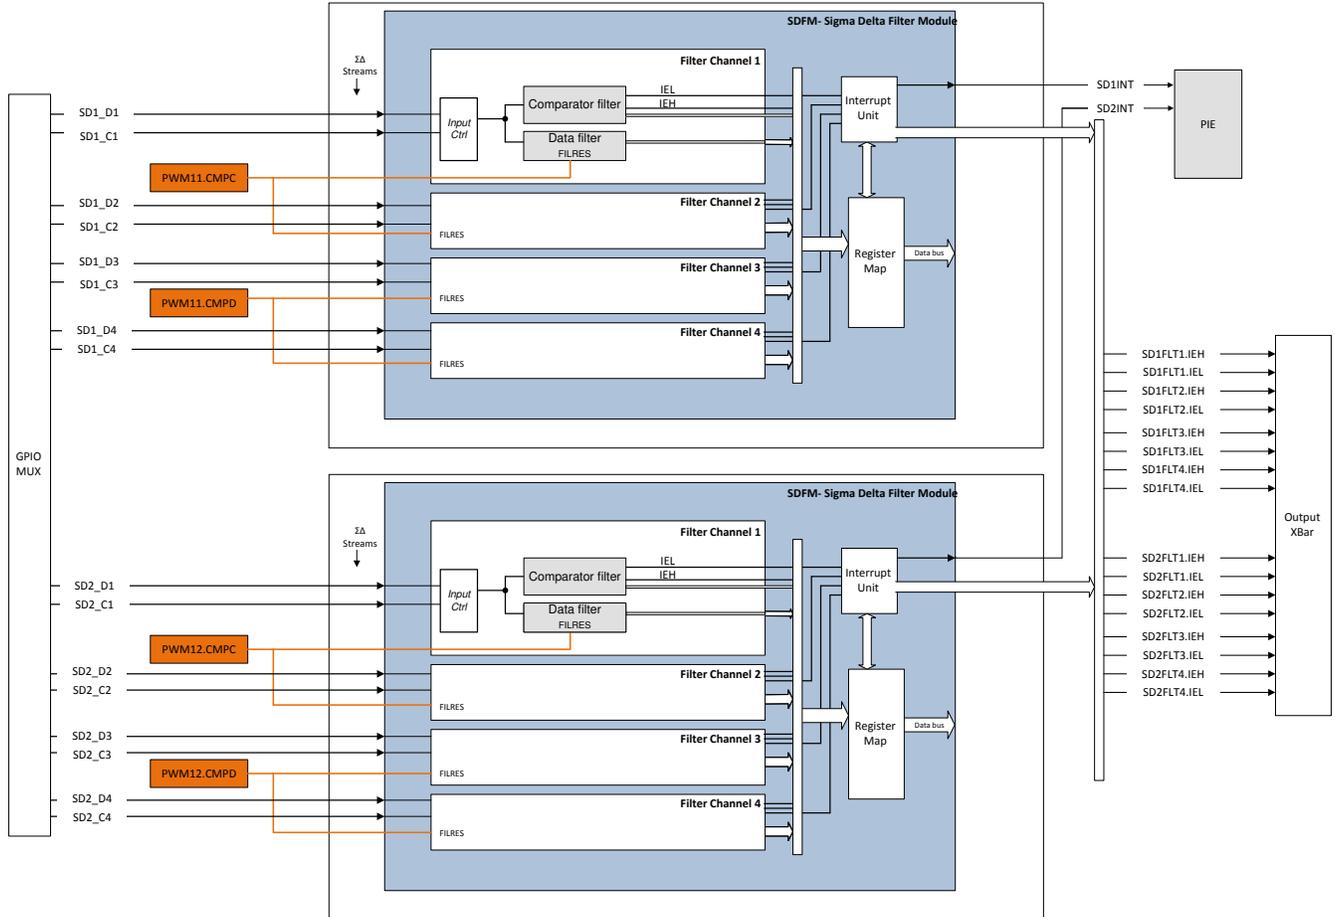 SDFM- Sigma Delta Filter Module
ΣΔ
Streams
Filter Channel 1
IEL
IEH
Comparator filter
Input
Ctrl
Data filter
FILRES
Interrupt
Unit
SD1INT
SD2INT
PIE
SD1_D1
SD1_C1
PWM11.CMPC
SD1_D2
SD1_C2
Filter Channel 2
FILRES
SD1_D3
SD1_C3
Filter Channel 3
FILRES
PWM11.CMPD
SD1_D4
SD1_C4
Filter Channel 4
FILRES
Register
Map
Data bus
GPIO
MUX
SD1FLT1.IEH
SD1FLT1.IEL
SD1FLT2.IEH
SD1FLT2.IEL
SD1FLT3.IEH
SD1FLT3.IEL
SD1FLT4.IEH
SD1FLT4.IEL
Output
XBar
SDFM- Sigma Delta Filter Module
ΣΔ
Streams
Filter Channel 1
IEL
IEH
Comparator filter
Input
Ctrl
Data filter
FILRES
Interrupt
Unit
SD2_D1
SD2_C1
PWM12.CMPC
SD2_D2
SD2_C2
Filter Channel 2
FILRES
SD2_D3
SD2_C3
Filter Channel 3
FILRES
PWM12.CMPD
SD2_D4
SD2_C4
Filter Channel 4
FILRES
Register
Map
Data bus
SD2FLT1.IEH
SD2FLT1.IEL
SD2FLT2.IEH
SD2FLT2.IEL
SD2FLT3.IEH
SD2FLT3.IEL
SD2FLT4.IEH
SD2FLT4.IEL